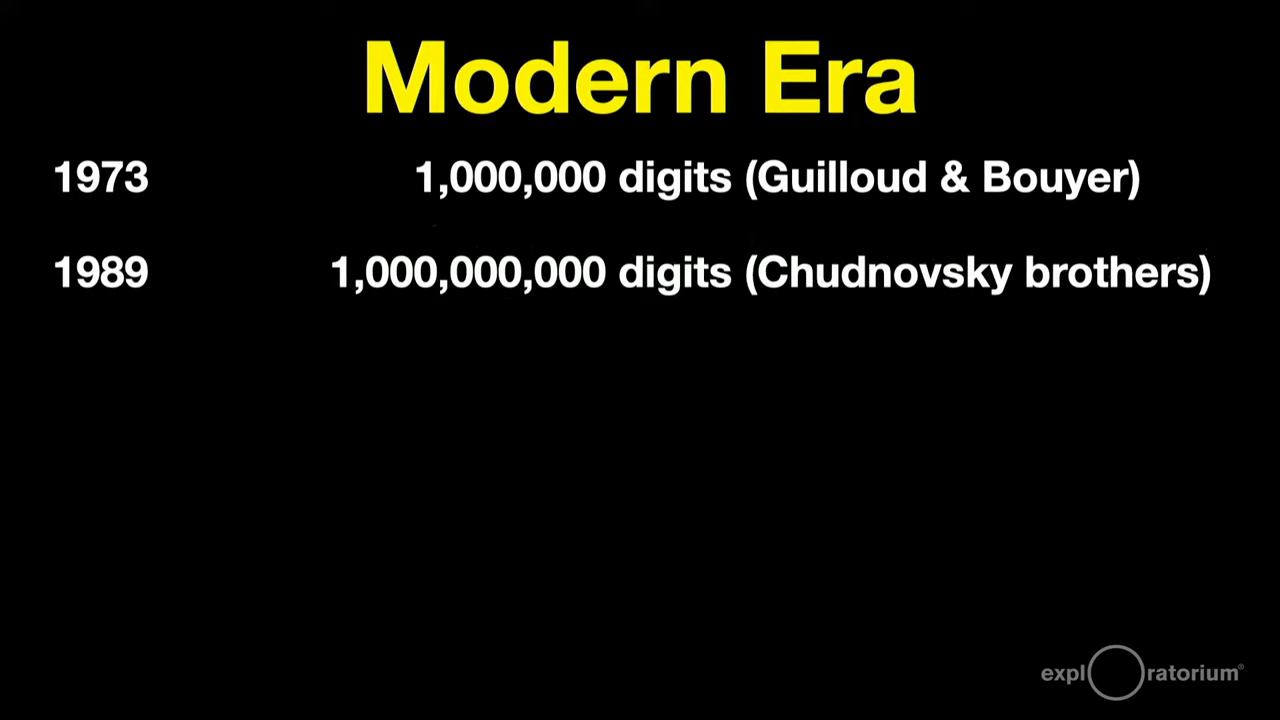 Modern Era
1973 1,000,000 digits (Guilloud & Bouyer)
1989 1,000,000,000 digits (Chudnovsky brothers)
expl ratorium®